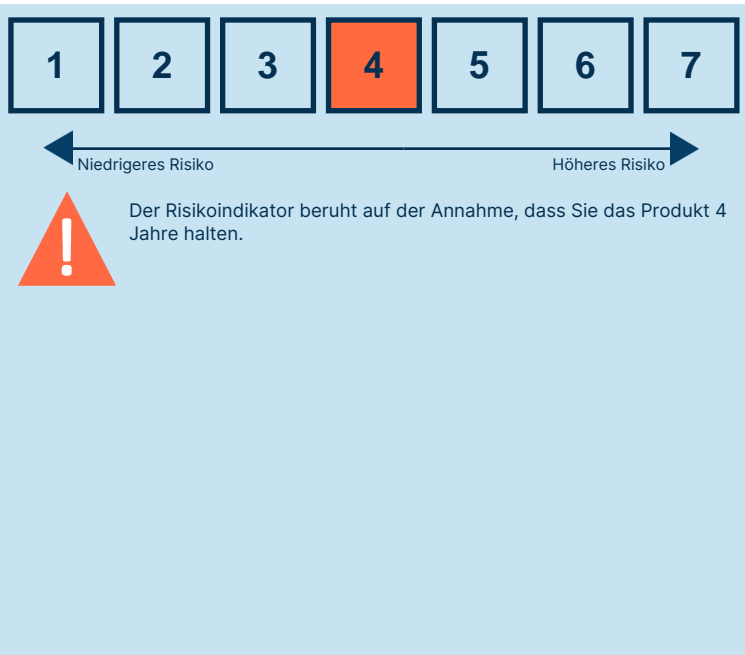 1 2 3 4 5 6 7
Niedrigeres Risiko Höheres Risiko
!
Der Risikoindikator beruht auf der Annahme, dass Sie das Produkt 4
Jahre halten.